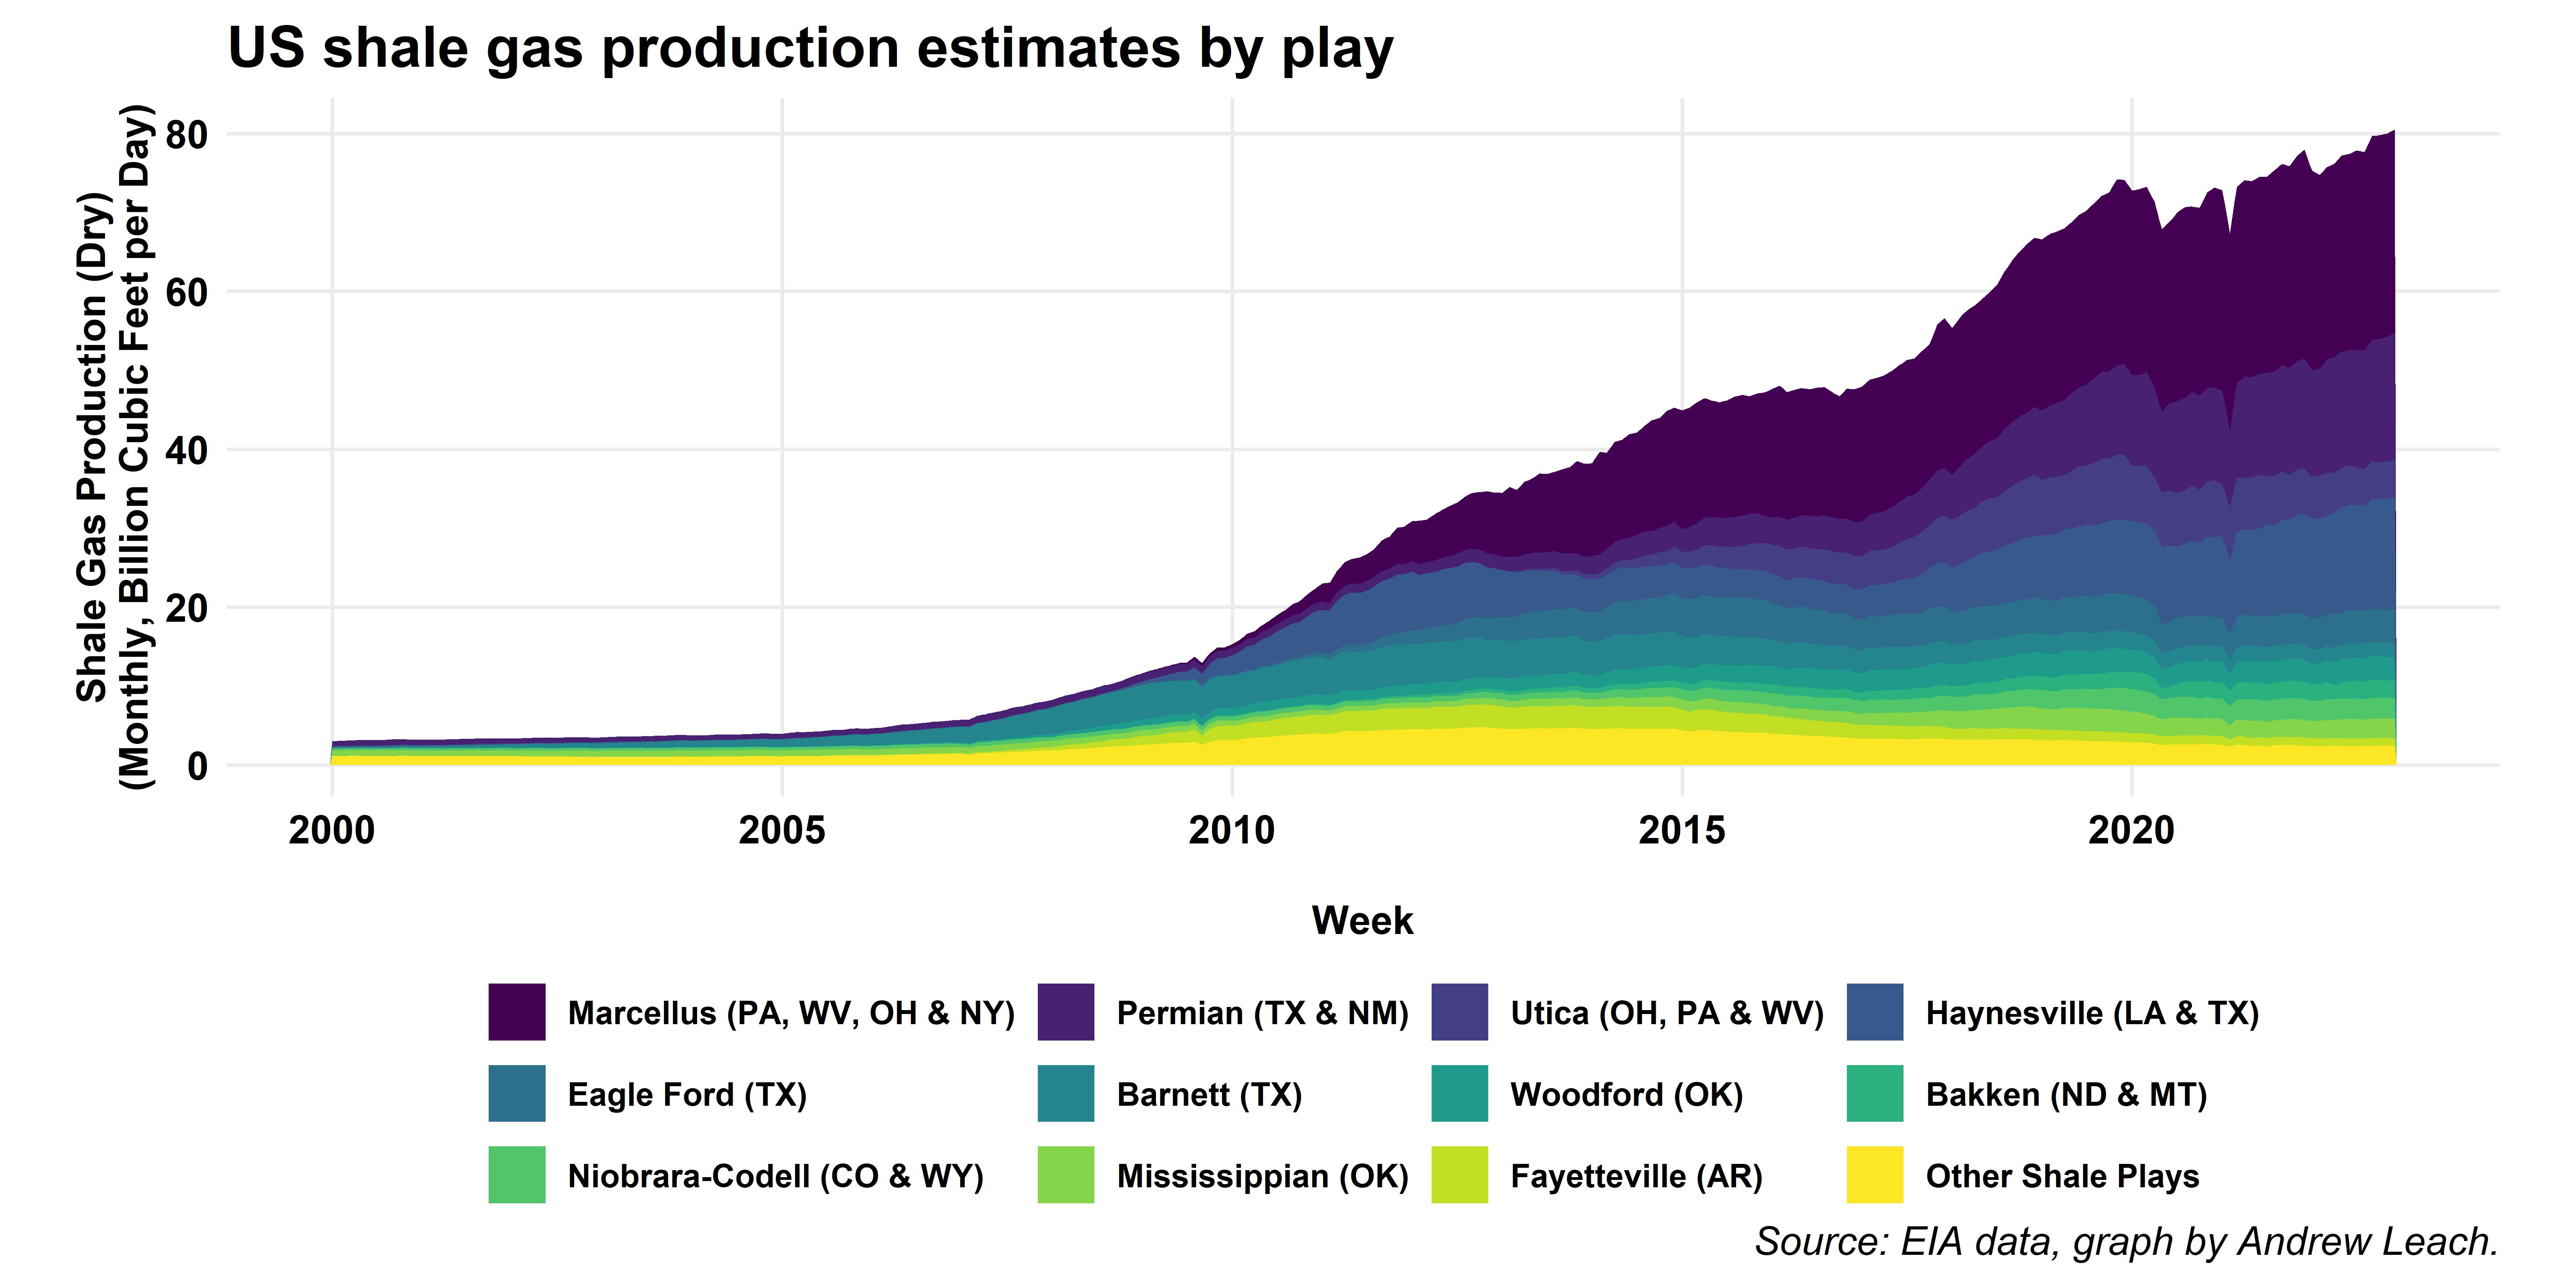 US shale gas production estimates by play
Shale Gas Production (Dry)
(Monthly, Billion Cubic Feet per Day)
80
60
40
20
0
2000 2005 2010 2015 2020
Week
Marcellus (PA, WV, OH & NY) Permian (TX & NM) Utica (OH, PA & WV) Haynesville (LA & TX)
Eagle Ford (TX) Barnett (TX) Woodford (OK) Bakken (ND & MT)
Niobrara-Codell (CO & WY) Mississippian (OK) Fayetteville (AR) Other Shale Plays
Source: EIA data, graph by Andrew Leach.